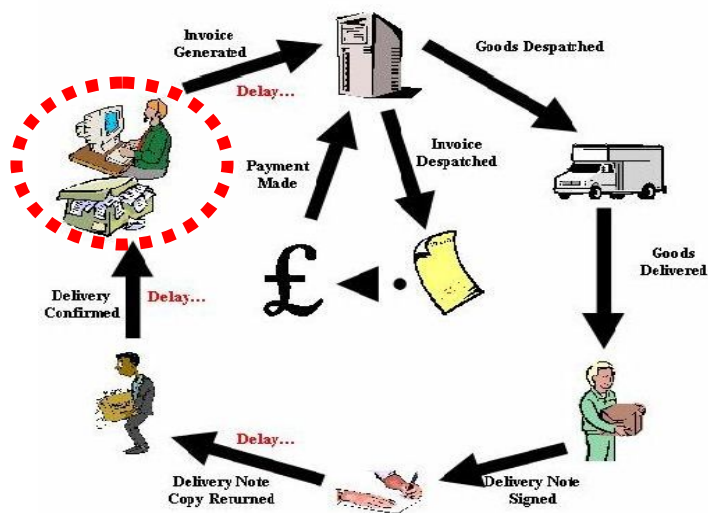 Invoice
Generated
Delay...
Goods Despatched
Payment
Made
Invoice
Despatched
Goods
Delivered
£
Delivery
Confirmed
Delay...
Delay...
Delivery Note
Copy Returned
Delivery Note
Signed